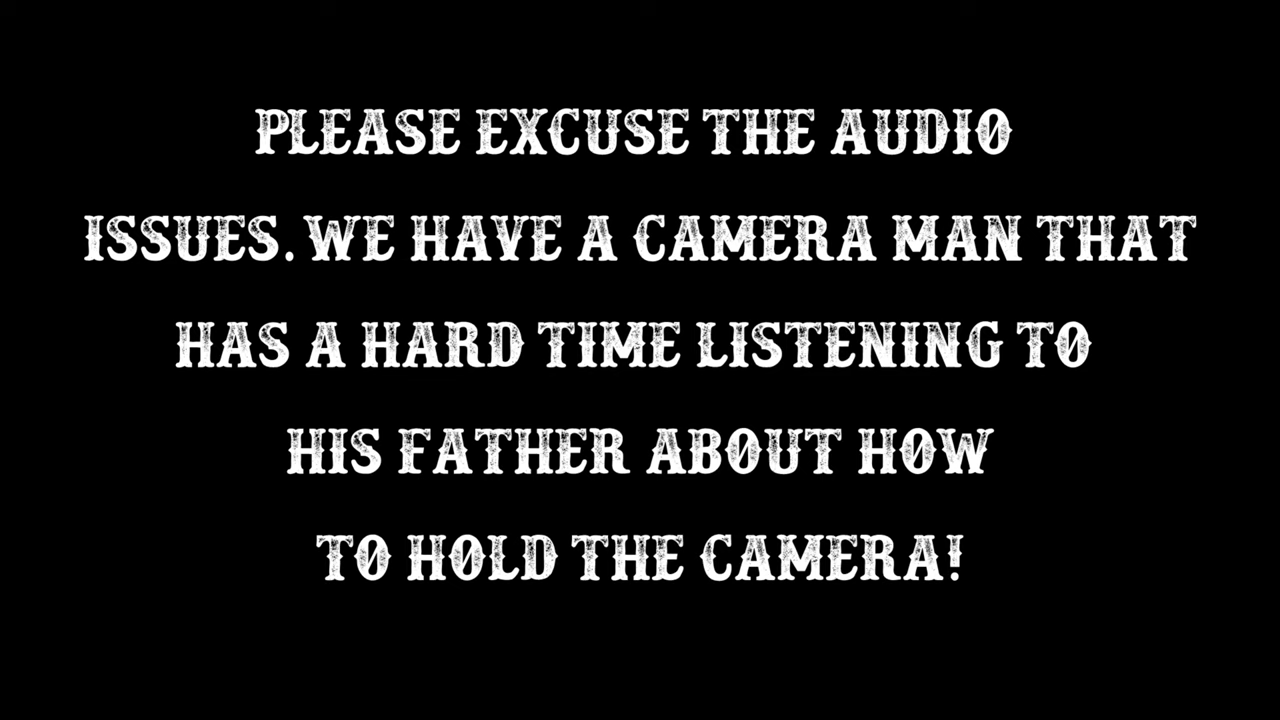 PLEASE EXCUSE THE AUDIO
ISSUES. WE HAVE A CAMERA MAN THAT
HAS A HARD TIME LISTENING TO
HIS FATHER ABOUT HOW
TO HOLD THE CAMERA!